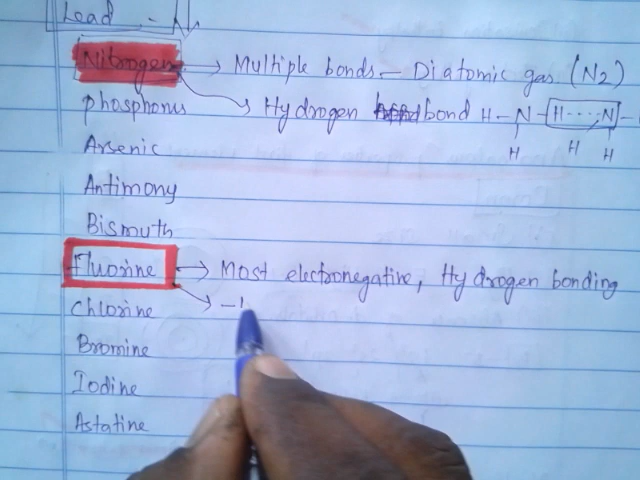 Lead
Nitrogen → Multiple bonds - Diatomic gas (N2)
phosphorus → Hydrogen bond H-N-H····N-
H H H
Arsenic
Antimony
Bismuth
Fluorine → Most electronegative, Hydrogen bonding
Chlorine → -1
Bromine
Iodine
Astatine